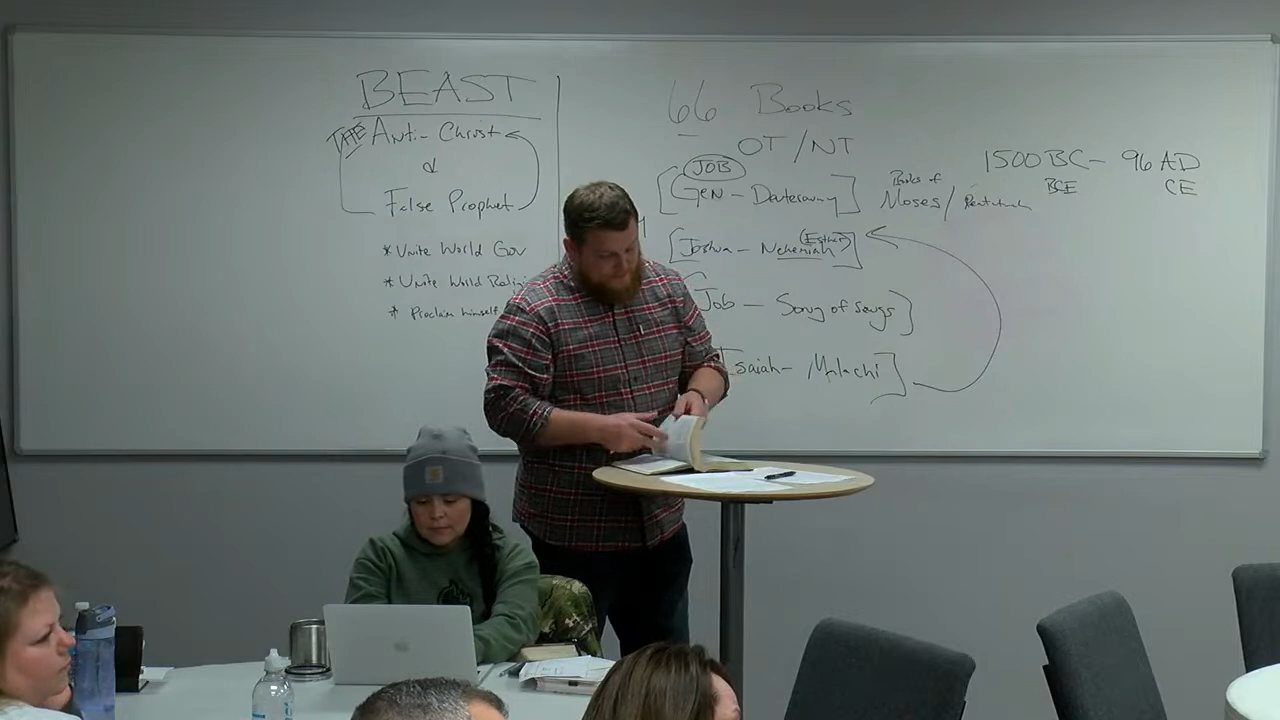 BEAST
THE Anti-Christ
&
False Prophet
* Unite World Gov
* Unite World Religi
* Proclaim himself
66 Books
OT/NT
JOB
[Gen - Deuteronomy]
Books of
Moses/Pentateuch
1500 BC - 96 AD
BCE CE
[Joshua - Nehemiah (Esther)]
Job - Song of Songs]
Isaiah - Malachi]